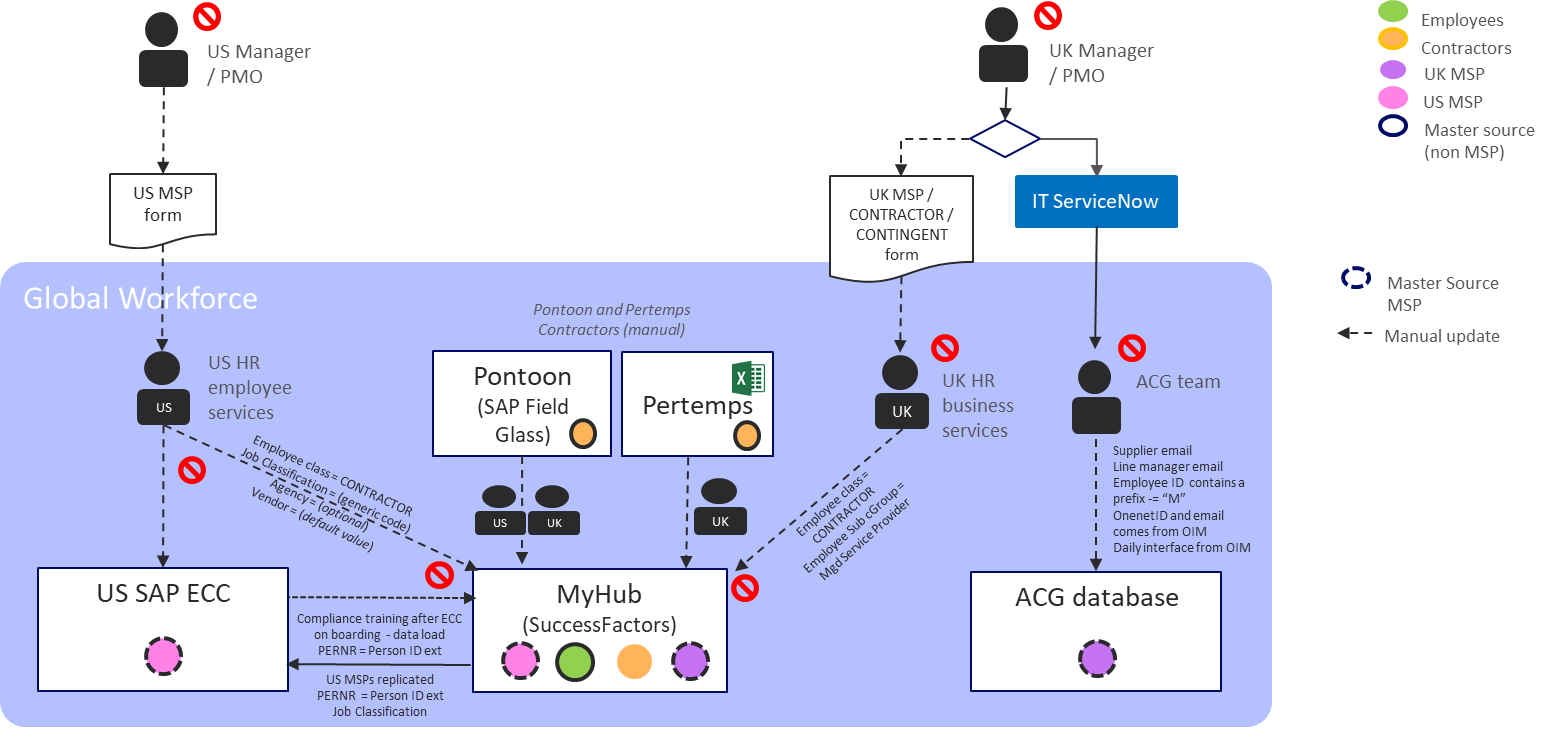 US Manager
/ PMO
UK Manager
/ PMO
Employees
Contractors
UK MSP
US MSP
Master source
(non MSP)
US MSP
form
UK MSP /
CONTRACTOR /
CONTINGENT
form
IT ServiceNow
Master Source
MSP
Manual update
Global Workforce
Pontoon and Pertemps
Contractors (manual)
US HR
employee
services
US
Pontoon
(SAP Field
Glass)
Pertemps
UK HR
business
services
UK
ACG team
Employee class = CONTRACTOR
Job Classification = (generic code)
Agency = (optional)
Vendor = (default value)
US
UK
UK
Employee class =
CONTRACTOR
Employee Sub cGroup =
Mgd Service Provider
Supplier email
Line manager email
Employee ID contains a
prefix -= “M”
OnenetID and email
comes from OIM
Daily interface from OIM
US SAP ECC
Compliance training after ECC
on boarding - data load
PERNR = Person ID ext
US MSPs replicated
PERNR = Person ID ext
Job Classification
MyHub
(SuccessFactors)
ACG database